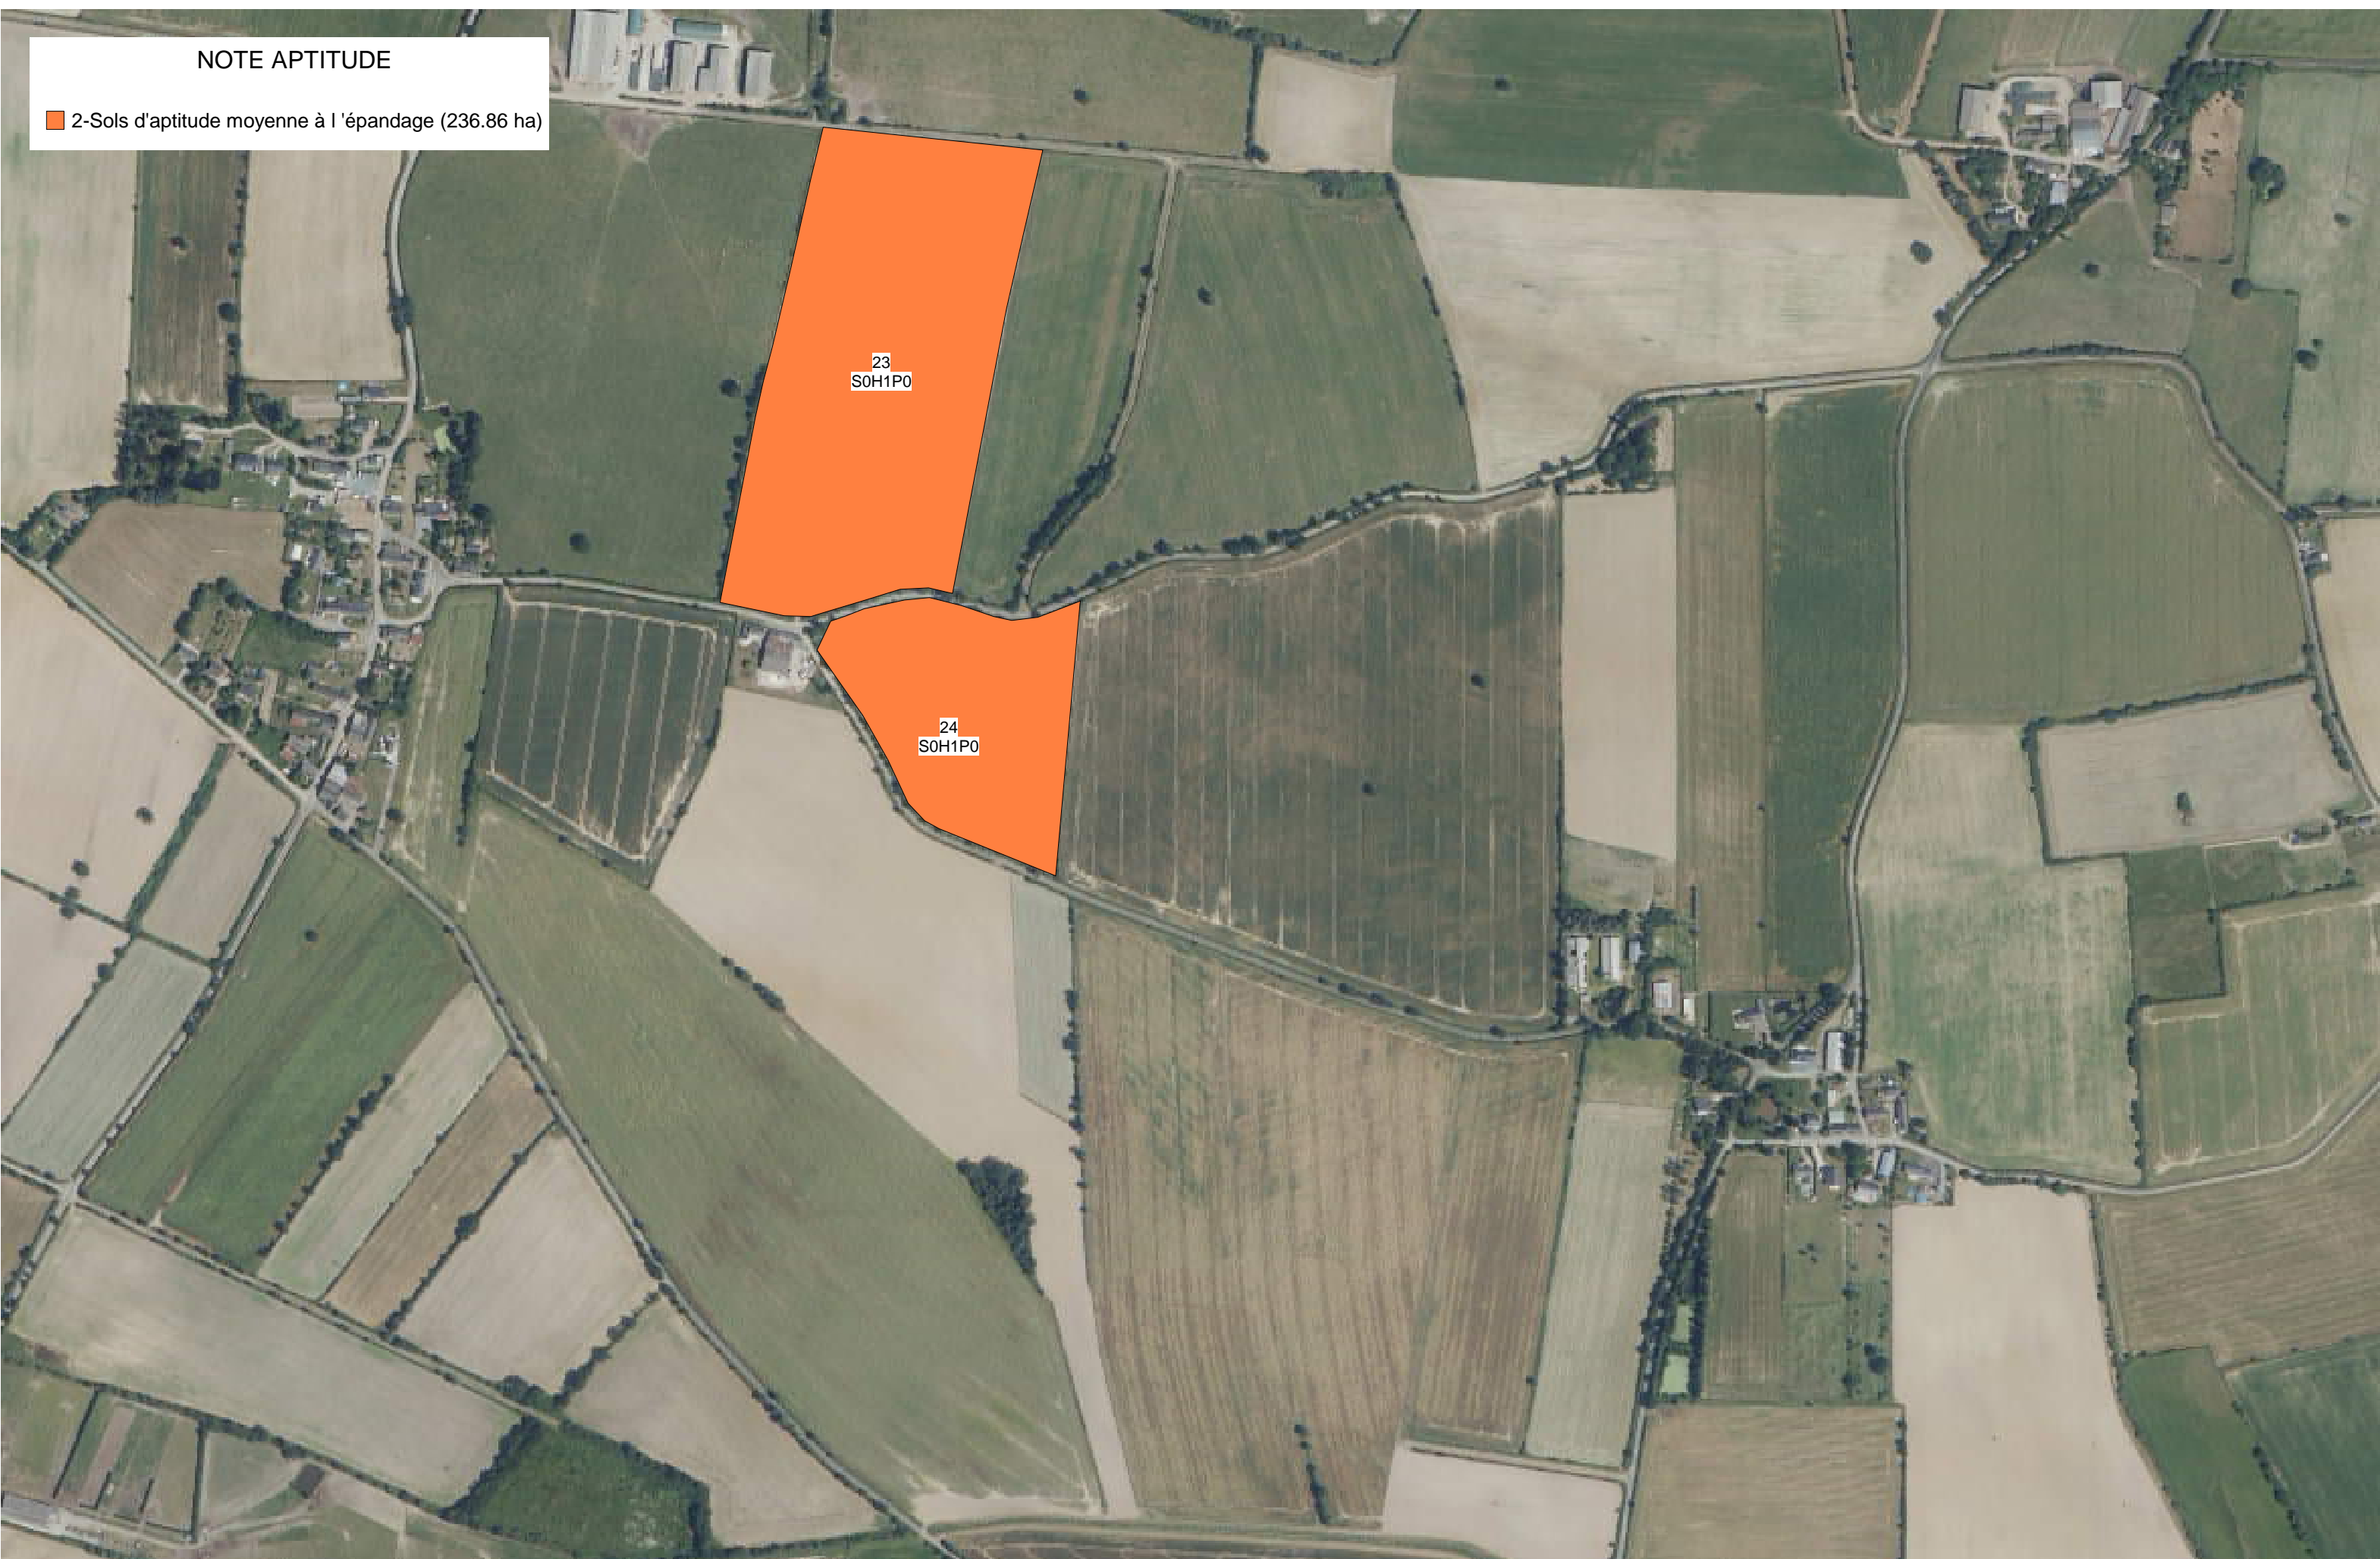 NOTE APTITUDE
2-Sols d'aptitude moyenne à l 'épandage (236.86 ha)
23
S0H1P0
24
S0H1P0